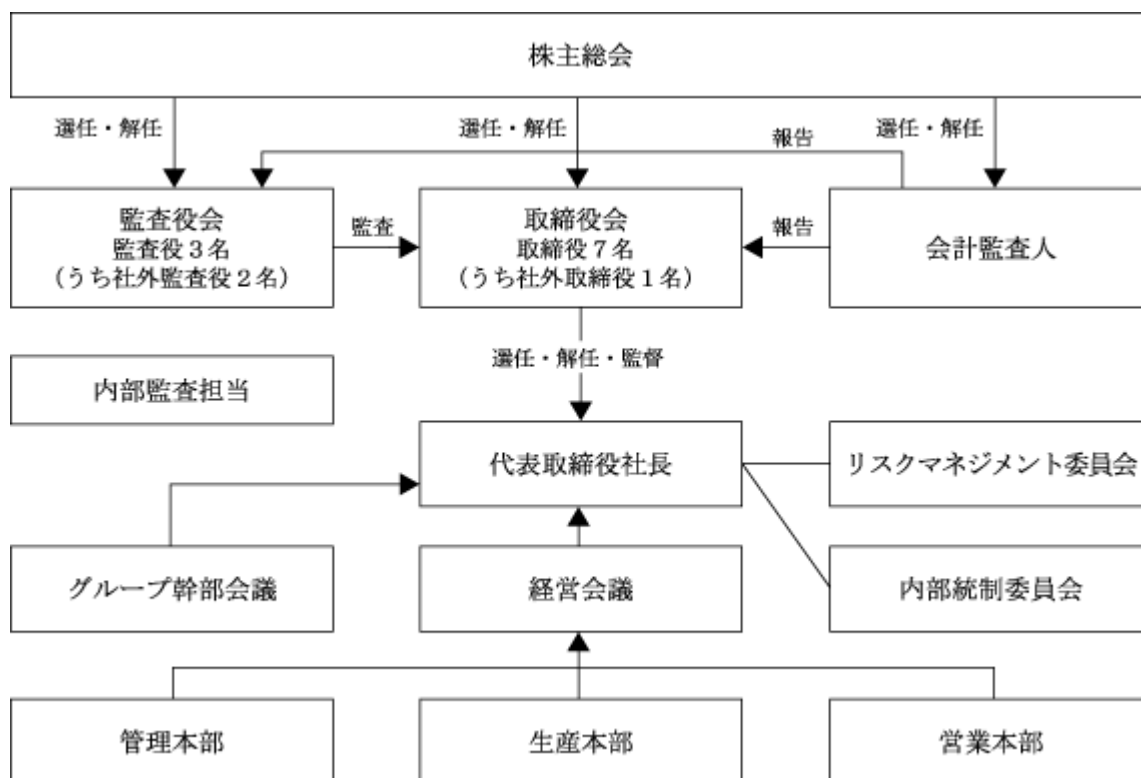 株主総会
選任・解任
選任・解任
選任・解任
報告
監査役会
監査役3名
(うち社外監査役2名)
監査
取締役会
取締役7名
(うち社外取締役1名)
報告
会計監査人
選任・解任・監督
内部監査担当
代表取締役社長
リスクマネジメント委員会
グループ幹部会議
経営会議
内部統制委員会
管理本部
生産本部
営業本部